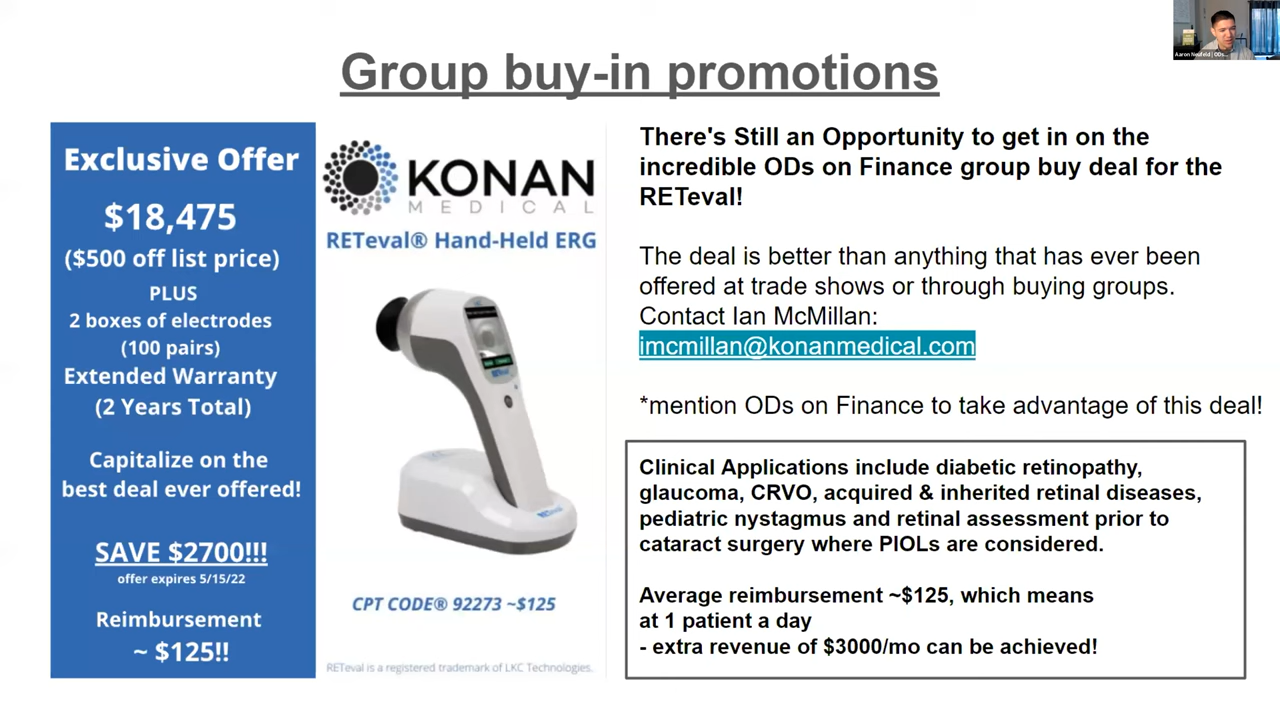 Group buy-in promotions
Aaron Neufeld | ODs...
Exclusive Offer
$18,475
($500 off list price)
PLUS
2 boxes of electrodes
(100 pairs)
Extended Warranty
(2 Years Total)
Capitalize on the
best deal ever offered!
SAVE $2700!!!
offer expires 5/15/22
Reimbursement
~ $125!!
KONAN
MEDICAL
RETeval® Hand-Held ERG
RETeval
CPT CODE® 92273 ~$125
RETeval is a registered trademark of LKC Technologies.
There's Still an Opportunity to get in on the
incredible ODs on Finance group buy deal for the
RETeval!
The deal is better than anything that has ever been
offered at trade shows or through buying groups.
Contact Ian McMillan:
imcmillan@konanmedical.com
*mention ODs on Finance to take advantage of this deal!
Clinical Applications include diabetic retinopathy,
glaucoma, CRVO, acquired & inherited retinal diseases,
pediatric nystagmus and retinal assessment prior to
cataract surgery where PIOLs are considered.
Average reimbursement ~$125, which means
at 1 patient a day
- extra revenue of $3000/mo can be achieved!